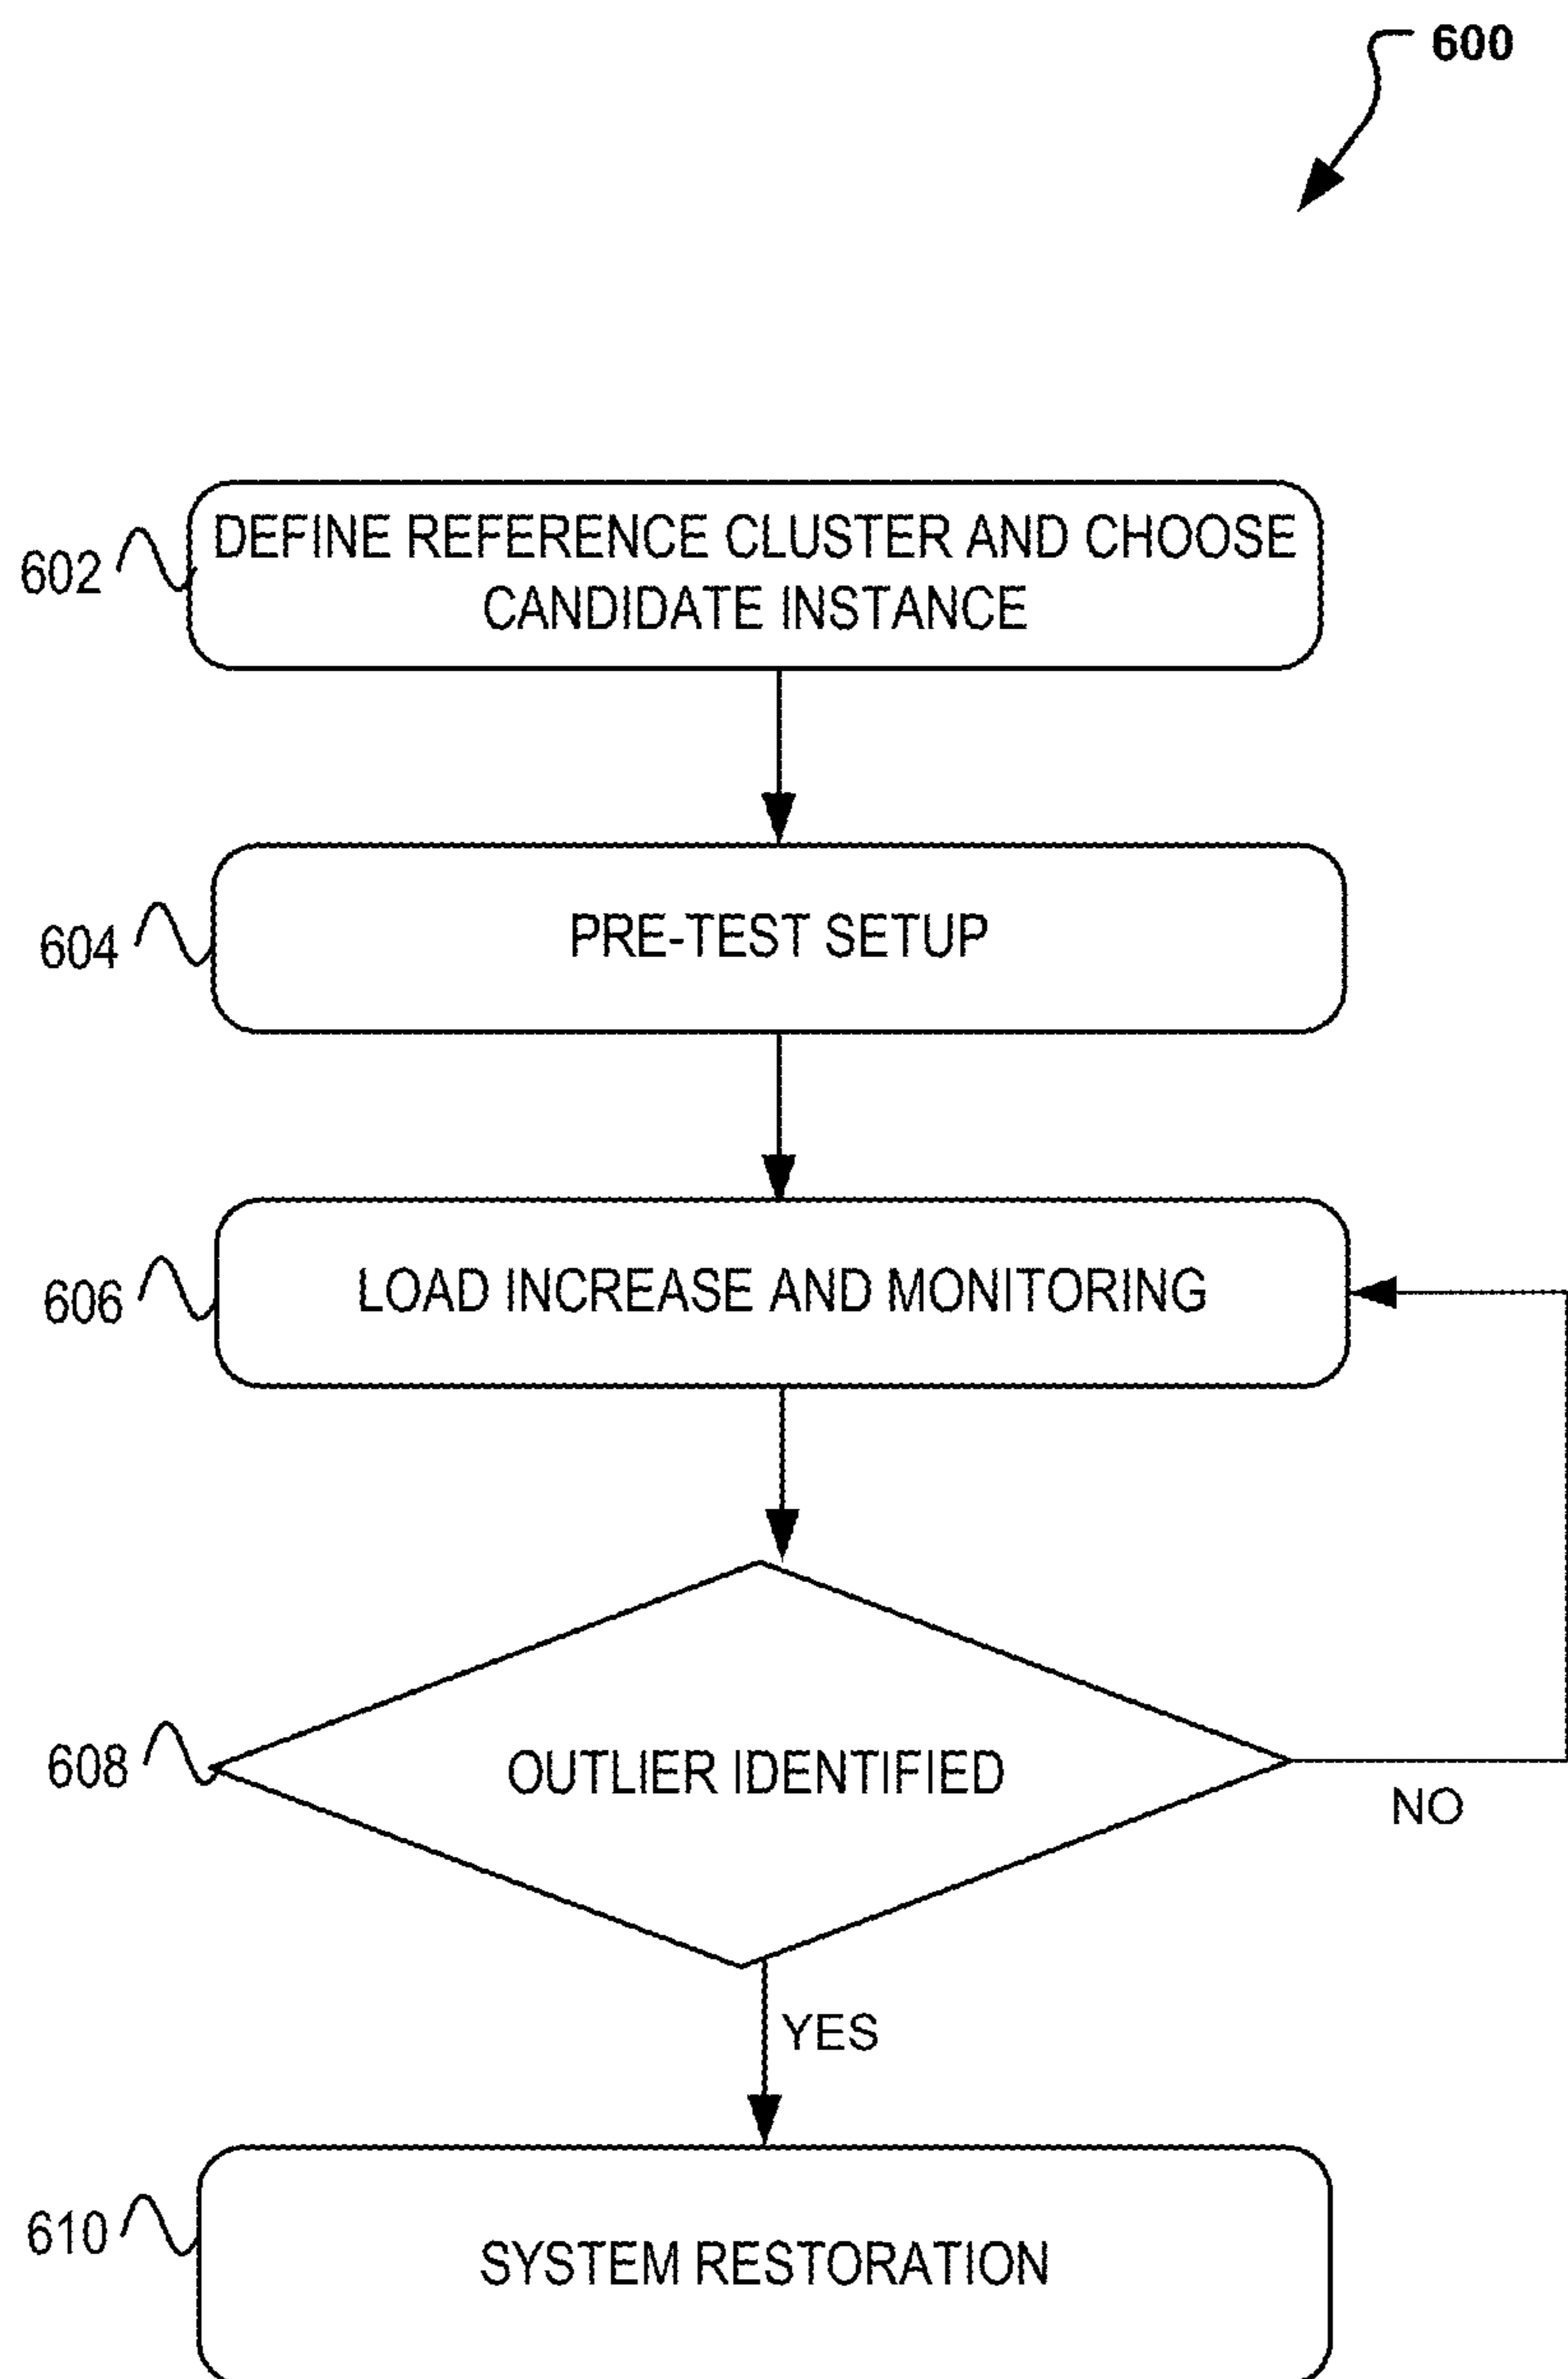 600
602
DEFINE REFERENCE CLUSTER AND CHOOSE
CANDIDATE INSTANCE
604
PRE-TEST SETUP
606
LOAD INCREASE AND MONITORING
608
OUTLIER IDENTIFIED
NO
YES
610
SYSTEM RESTORATION